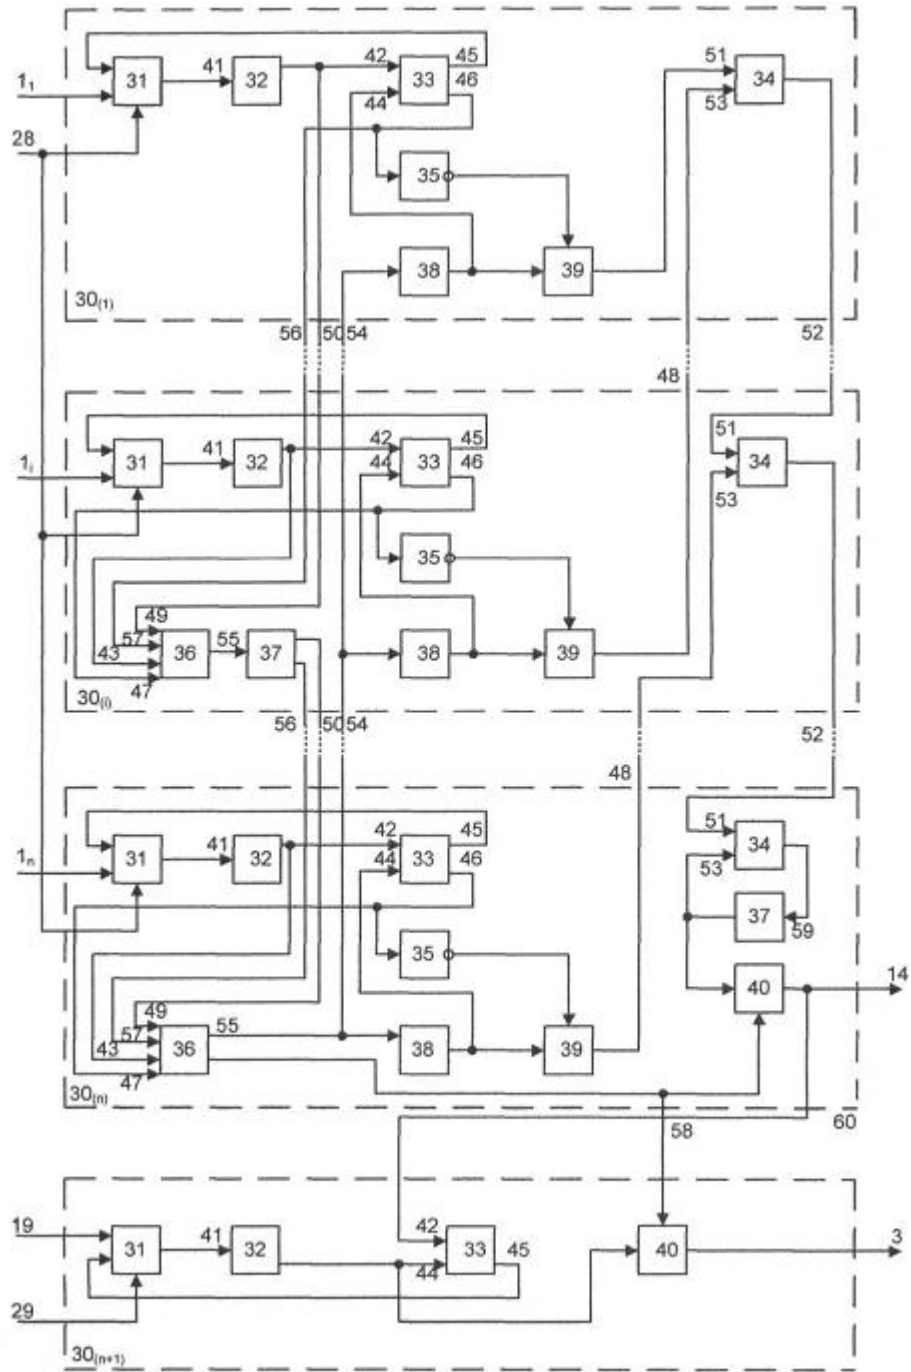 41 42 45
31 32 33 46 51 34
1₁ 44 53
28
35
38 39
30₍₁₎
56 50 54 52
48
51
41 42 45
31 32 33 46 34
1ᵢ 44 53
35
49
57 36 55 37 38 39
43
47
30₍ᵢ₎
56 50 54 52
48
41 42 45 51
31 32 33 46 34
1ₙ 44 53
37 59
35
40 14
49 55
57 36 38 39
43
47
30₍ₙ₎
58 60
19 41 42 45 3
31 32 33 40
44
29
30₍ₙ₊₁₎